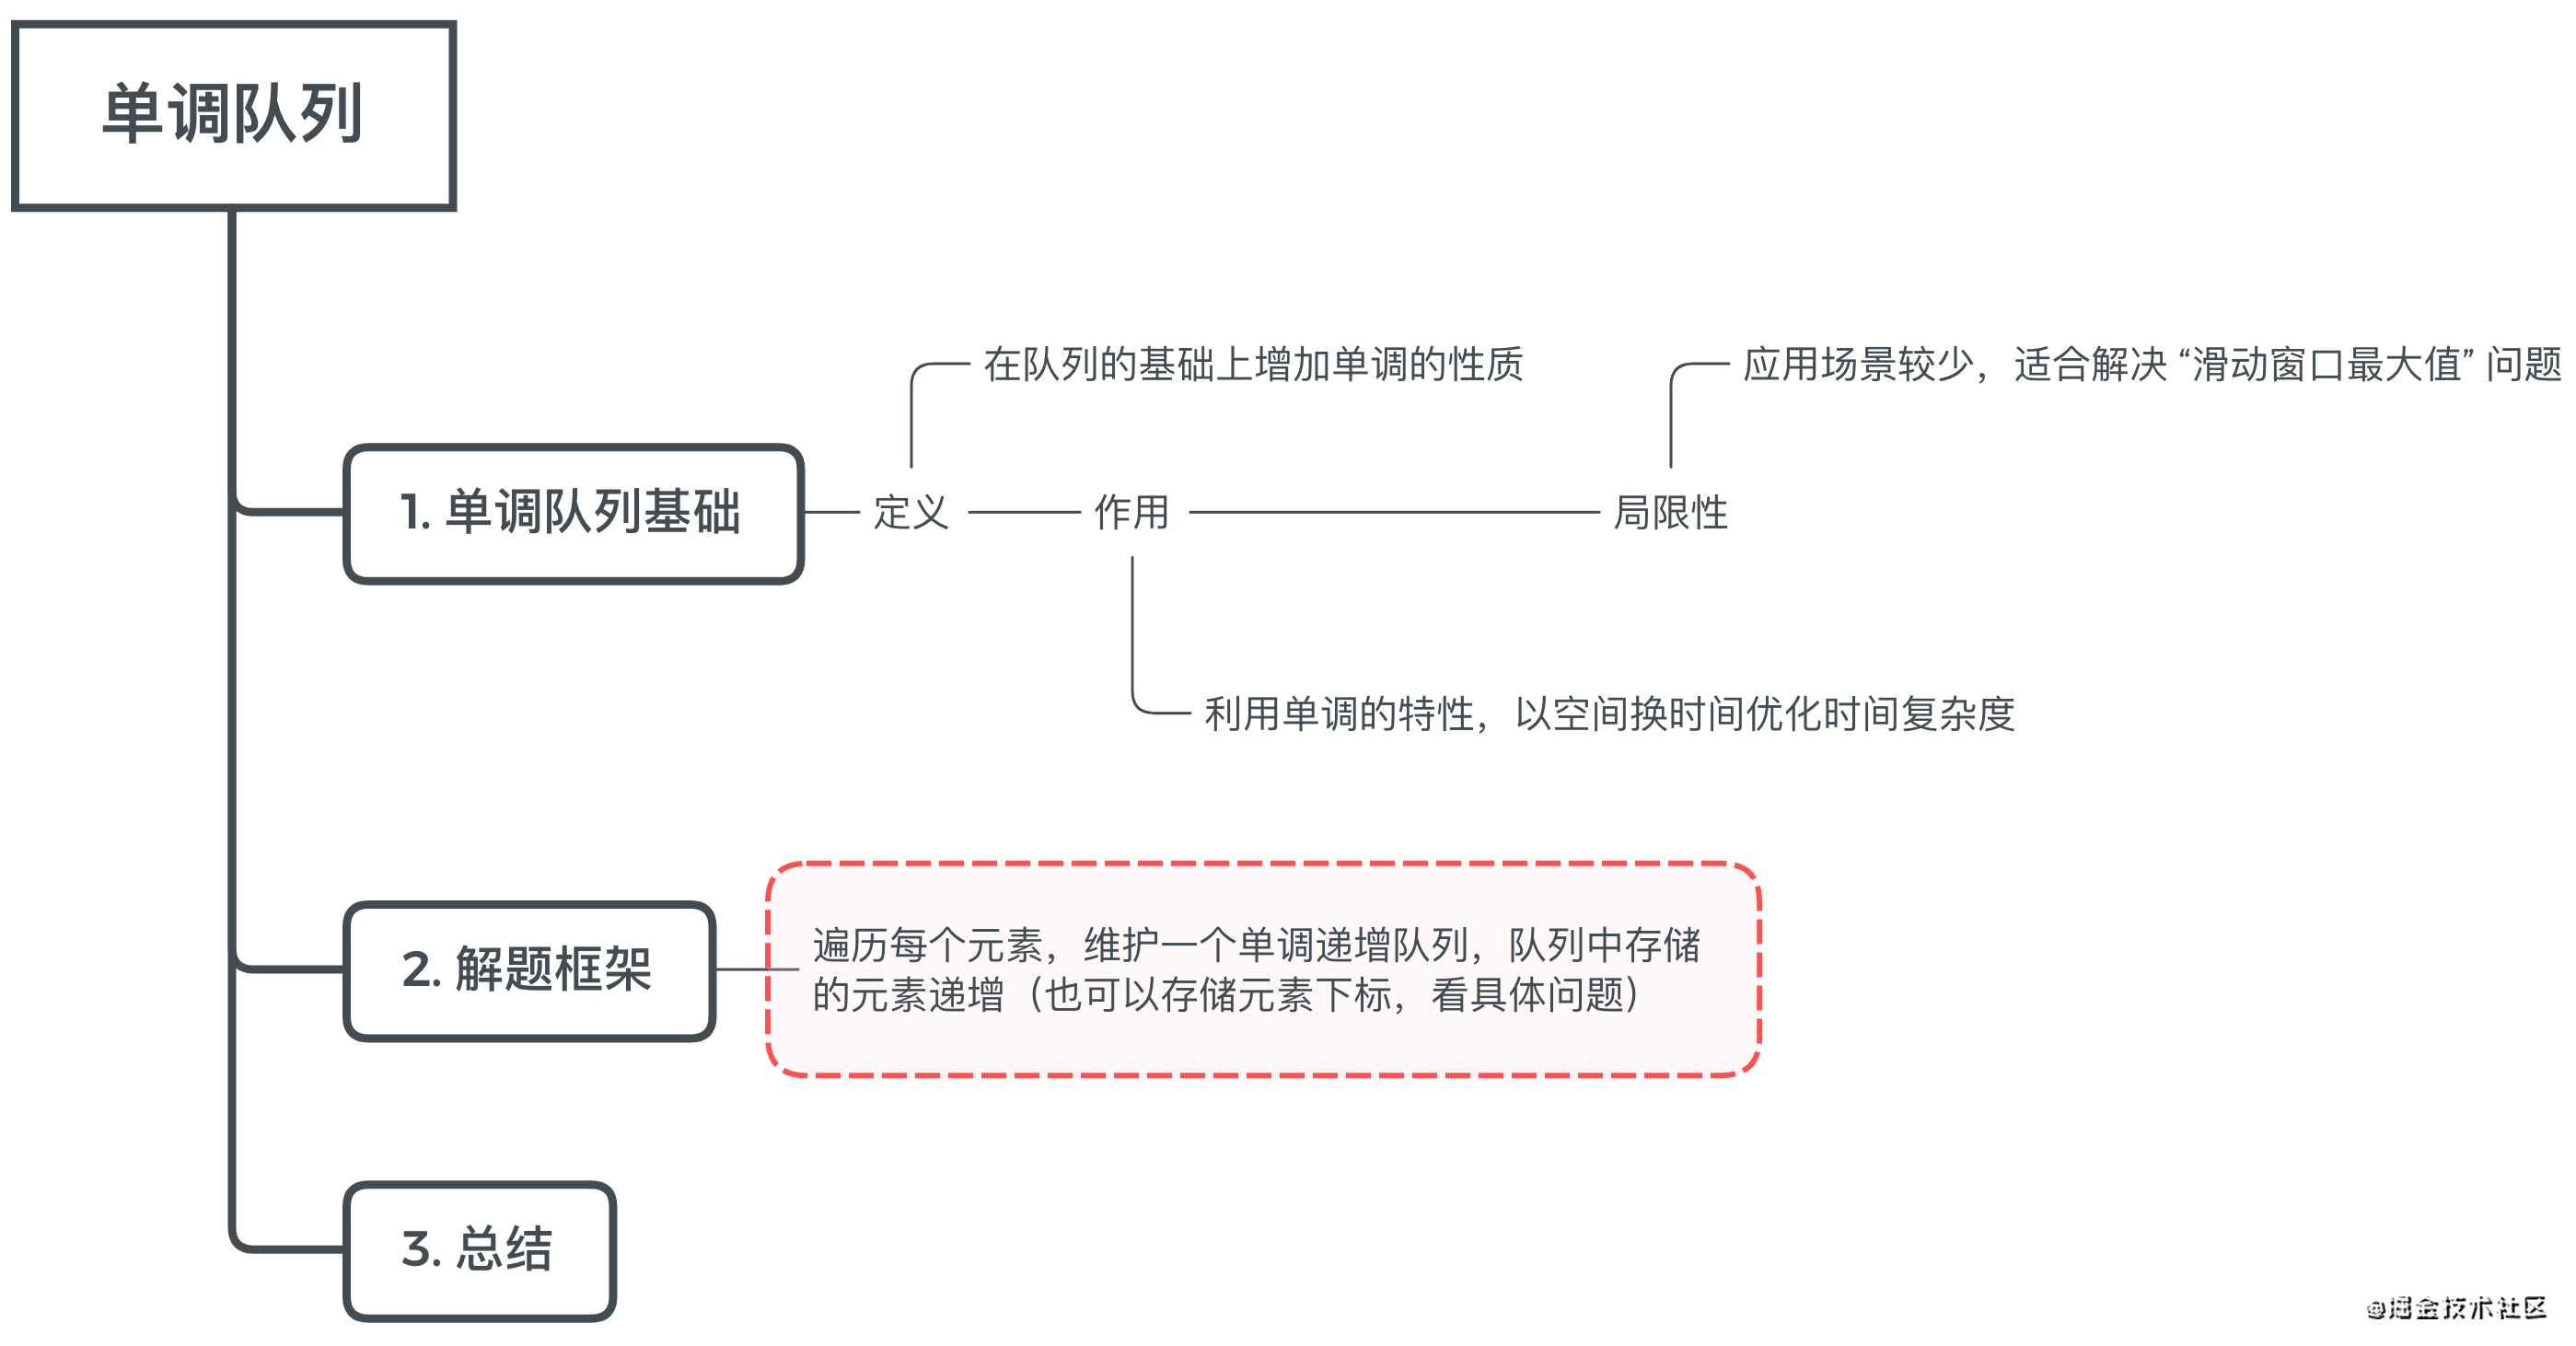 单调队列
在队列的基础上增加单调的性质
应用场景较少，适合解决 “滑动窗口最大值” 问题
1. 单调队列基础
定义
作用
局限性
利用单调的特性，以空间换时间优化时间复杂度
2. 解题框架
遍历每个元素，维护一个单调递增队列，队列中存储
的元素递增（也可以存储元素下标，看具体问题）
3. 总结
@掘金技术社区